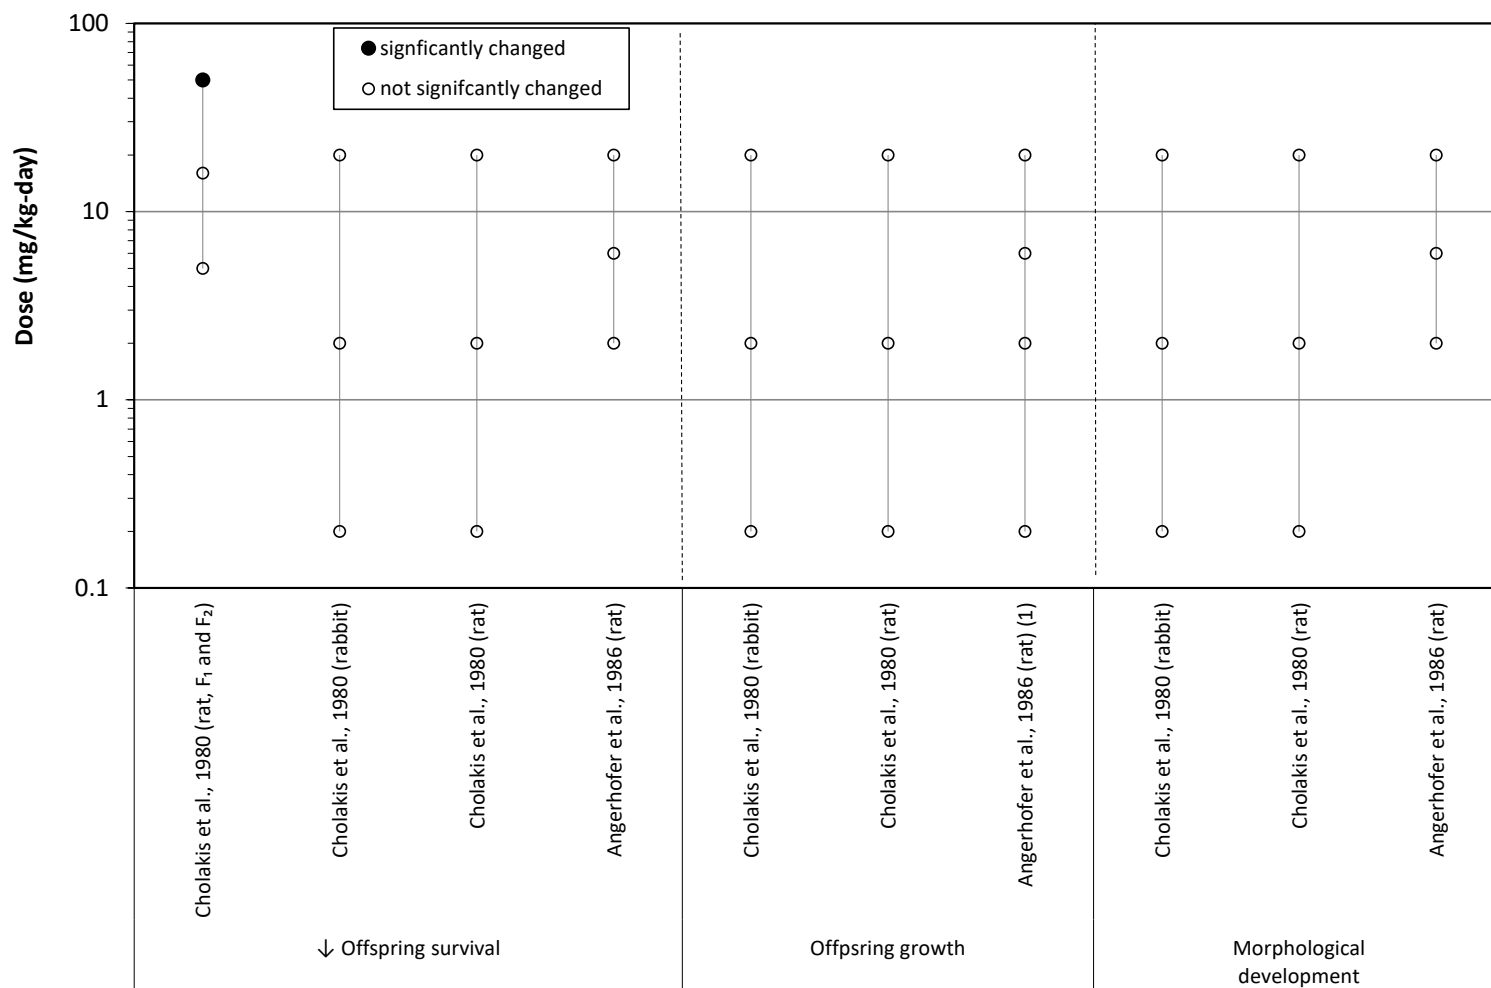 100
10
1
0.1
Dose (mg/kg-day)
signficantly changed
not signifcantly changed
Cholakis et al., 1980 (rat, F₁ and F₂)
Cholakis et al., 1980 (rabbit)
Cholakis et al., 1980 (rat)
Angerhofer et al., 1986 (rat)
Cholakis et al., 1980 (rabbit)
Cholakis et al., 1980 (rat)
Angerhofer et al., 1986 (rat) (1)
Cholakis et al., 1980 (rabbit)
Cholakis et al., 1980 (rat)
Angerhofer et al., 1986 (rat)
↓ Offspring survival
Offpsring growth
Morphological
development